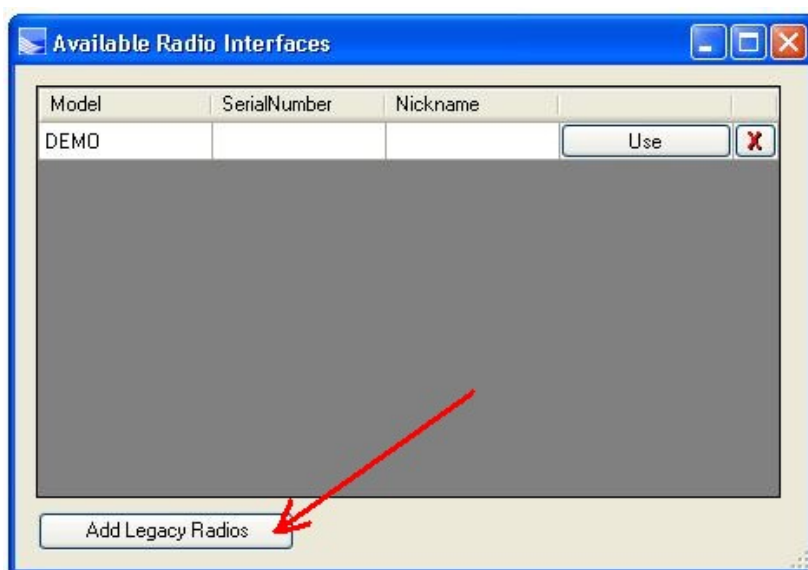 Available Radio Interfaces
Model SerialNumber Nickname
DEMO Use X
Add Legacy Radios